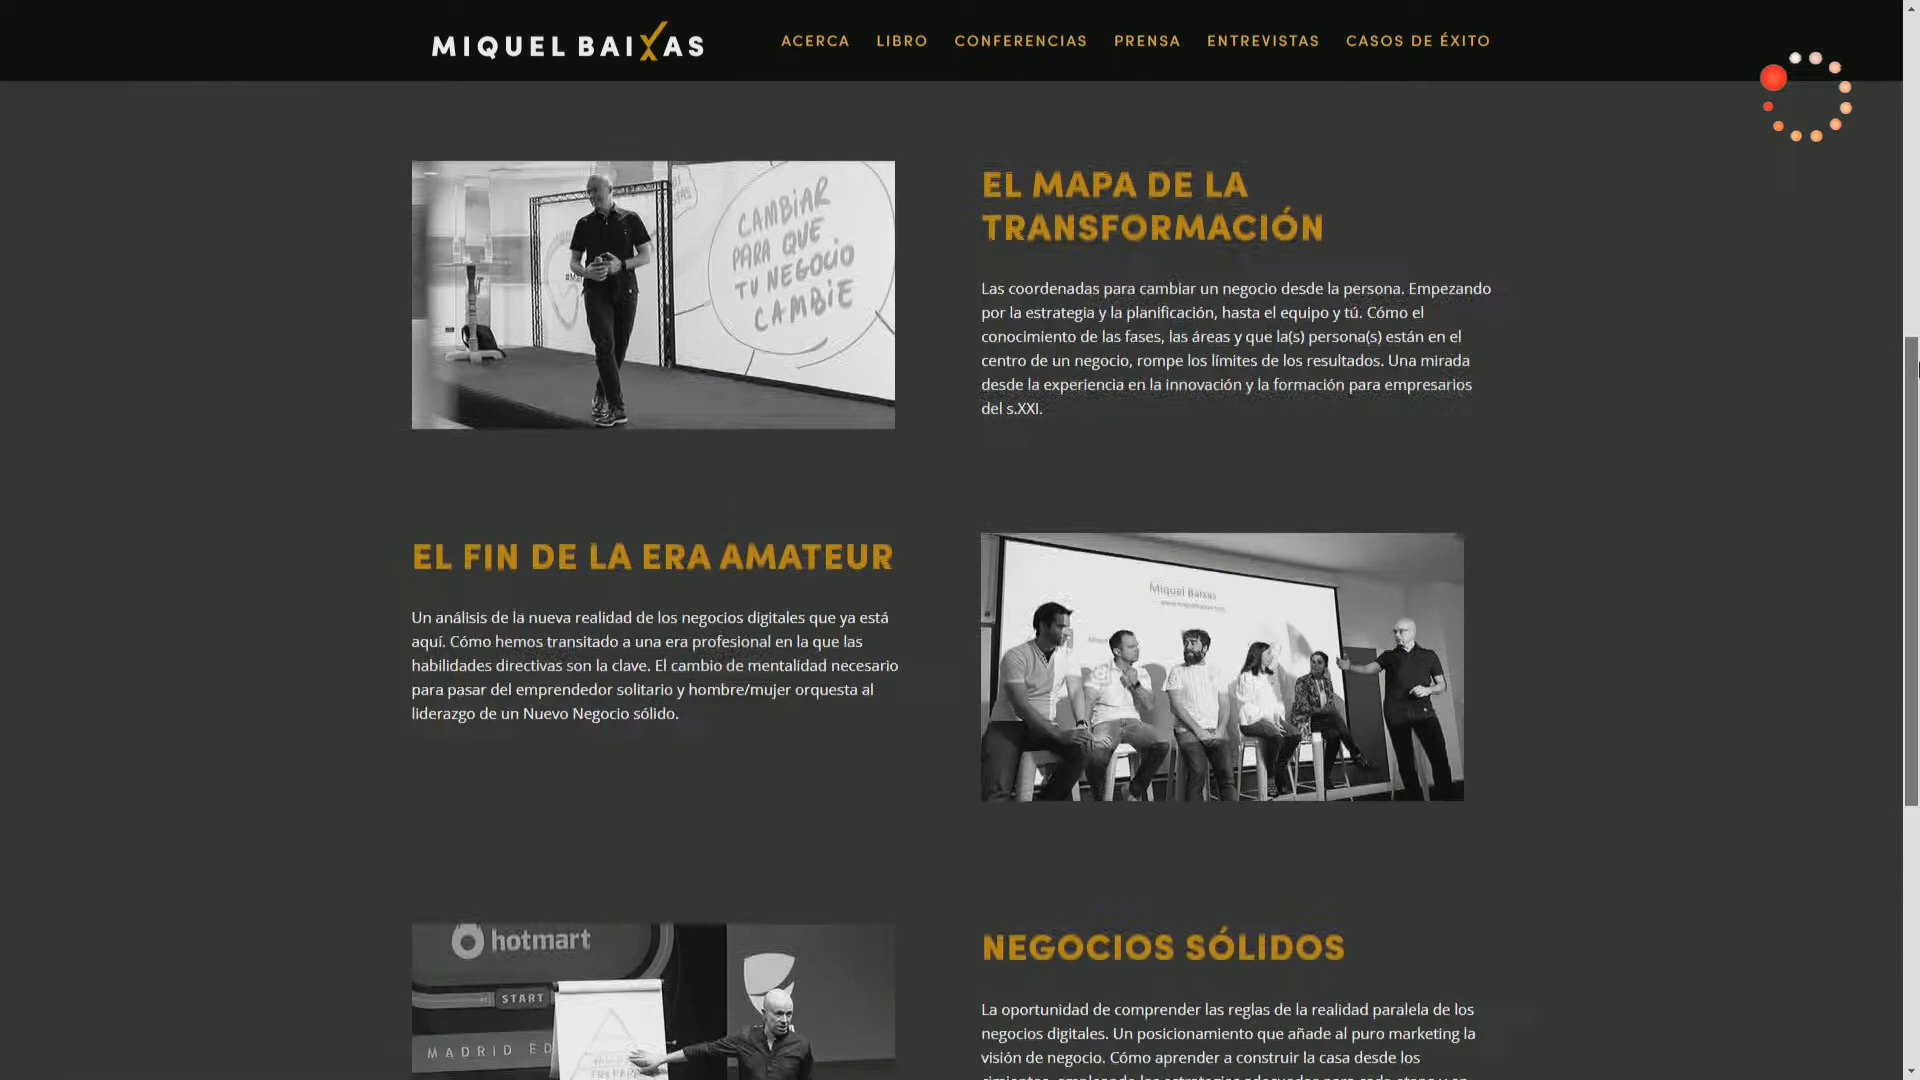 MIQUEL BAIXAS
ACERCA LIBRO CONFERENCIAS PRENSA ENTREVISTAS CASOS DE ÉXITO
CAMBIAR
PARA QUE
TU NEGOCIO
CAMBIE
EL MAPA DE LA
TRANSFORMACIÓN
Las coordenadas para cambiar un negocio desde la persona. Empezando
por la estrategia y la planificación, hasta el equipo y tú. Cómo el
conocimiento de las fases, las áreas y que la(s) persona(s) están en el
centro de un negocio, rompe los límites de los resultados. Una mirada
desde la experiencia en la innovación y la formación para empresarios
del s.XXI.
EL FIN DE LA ERA AMATEUR
Un análisis de la nueva realidad de los negocios digitales que ya está
aquí. Cómo hemos transitado a una era profesional en la que las
habilidades directivas son la clave. El cambio de mentalidad necesario
para pasar del emprendedor solitario y hombre/mujer orquesta al
liderazgo de un Nuevo Negocio sólido.
Miquel Baixas
hotmart
START
MADRID ED
NEGOCIOS SÓLIDOS
La oportunidad de comprender las reglas de la realidad paralela de los
negocios digitales. Un posicionamiento que añade al puro marketing la
visión de negocio. Cómo aprender a construir la casa desde los